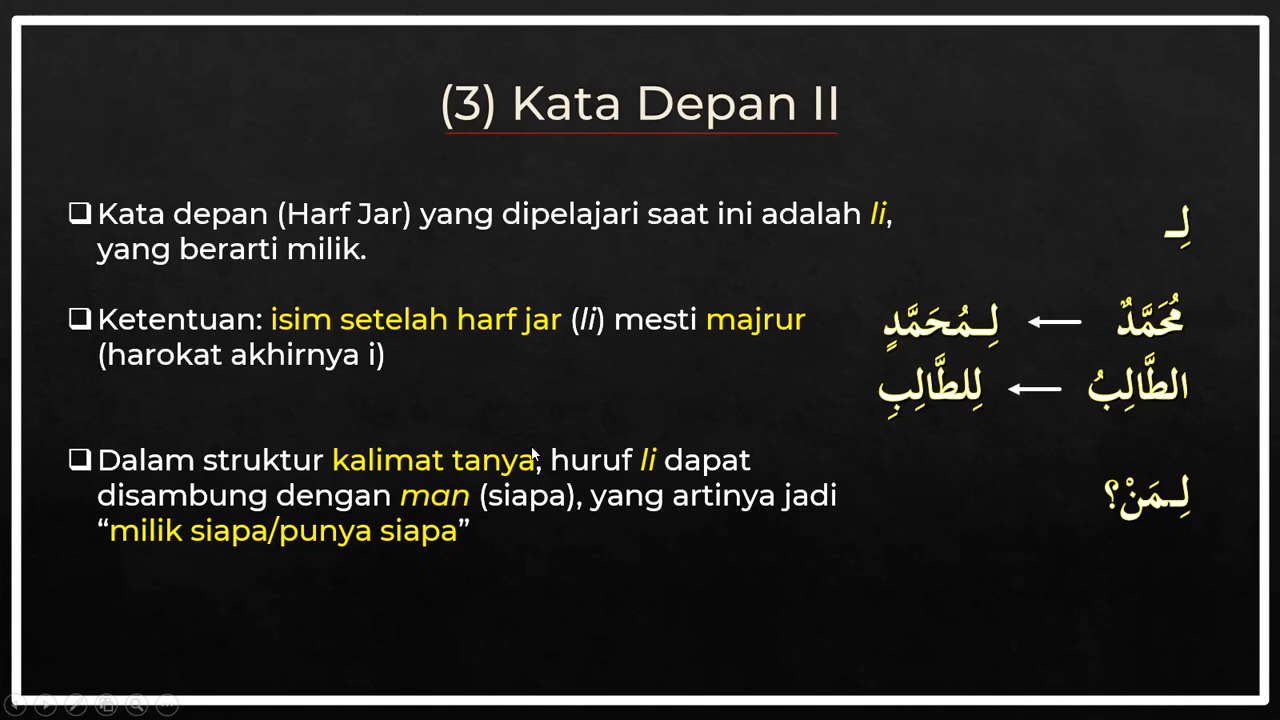 (3) Kata Depan II
Kata depan (Harf Jar) yang dipelajari saat ini adalah li,
yang berarti milik.
لِـ
Ketentuan: isim setelah harf jar (li) mesti majrur
(harokat akhirnya i)
مُحَمَّدٌ ← لِـمُحَمَّدٍ
الطَّالِبُ ← لِلطَّالِبِ
Dalam struktur kalimat tanya, huruf li dapat
disambung dengan man (siapa), yang artinya jadi
“milik siapa/punya siapa”
لِـمَنْ؟